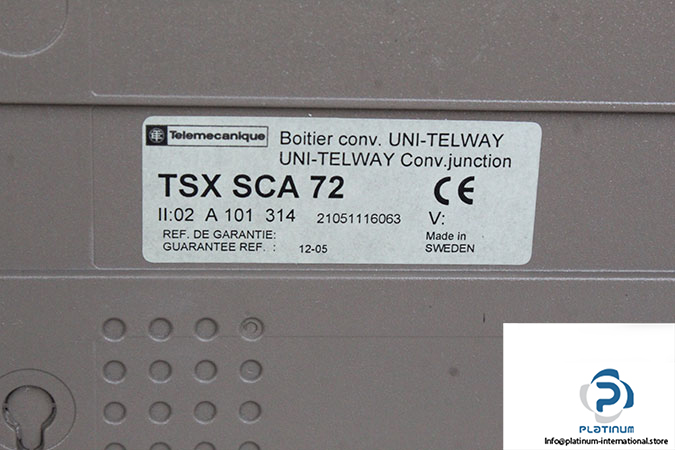 Telemecanique
Boitier conv. UNI-TELWAY
UNI-TELWAY Conv.junction
TSX SCA 72
CE
II:02 A 101 314 21051116063 V:
REF. DE GARANTIE:
GUARANTEE REF. : 12-05
Made in
SWEDEN
PLATINUM
Info@platinum-international.store